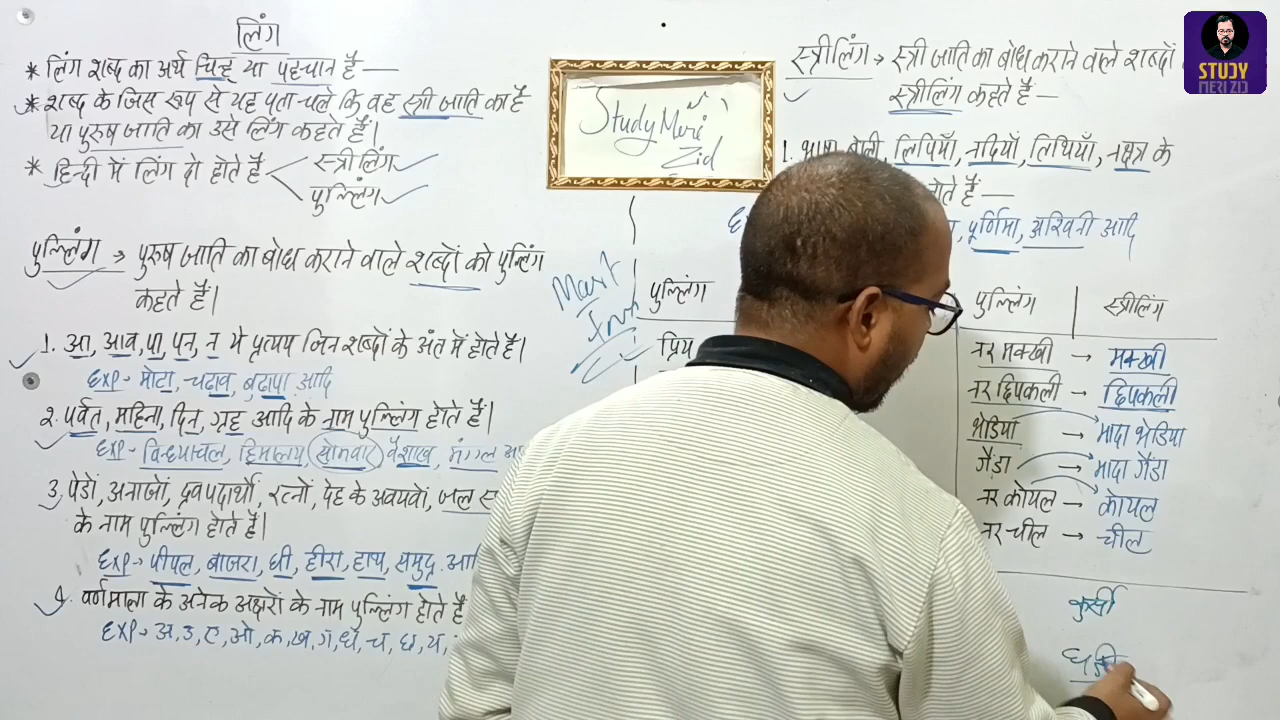 लिंग
* लिंग शब्द का अर्थ चिन्ह या पहचान है —
* शब्द के जिस रूप से यह पता चले कि वह स्त्री जाति का है
या पुरुष जाति का उसे लिंग कहते हैं।
* हिन्दी में लिंग दो होते है
स्त्रीलिंग
पुल्लिंग
पुल्लिंग → पुरुष जाति का बोध कराने वाले शब्दों को पुल्लिंग
कहते हैं।
1. आ, आव, पा, पन, न ये प्रत्यय जिन शब्दों के अंत में होते है।
Exp - मोटा, चढाव, बुढापा आदि
2. पर्वत, महिना, दिन, ग्रह आदि के नाम पुल्लिंग होते हैं।
Exp - विन्ध्याचल, हिमालय, सोमवार वैशाख, मंगल
3. पेडों, अनाजों, द्रवपदार्थों, रत्नों, देह के अवयवों, जल
के नाम पुल्लिंग होते है।
Exp → पीपल, बाजरा, घी, हीरा, हाथ, समुद्र
4. वर्णमाला के अनेक अक्षरों के नाम पुल्लिंग होते है
Exp → अ, उ, ए, ओ, क, ख, ग, घ, च, छ, य,
Study Meri
Zid
Must
पुल्लिंग
प्रिय
स्त्रीलिंग → स्त्री जाति का बोध कराने वाले शब्दों
स्त्रीलिंग कहते है —
1. भाषा बोली, लिपियाँ, नदियाँ, तिथियाँ, नक्षत्र के
होते हैं —
पूर्णिमा, अश्विनी आदि
पुल्लिंग स्त्रीलिंग
नर मक्खी → मक्खी
नर छिपकली → छिपकली
भेडिया → मादा भेडिया
गैंडा → मादा गैंडा
नर कोयल → कोयल
नर चील → चील
कुर्सी
STUDY
MERI ZID